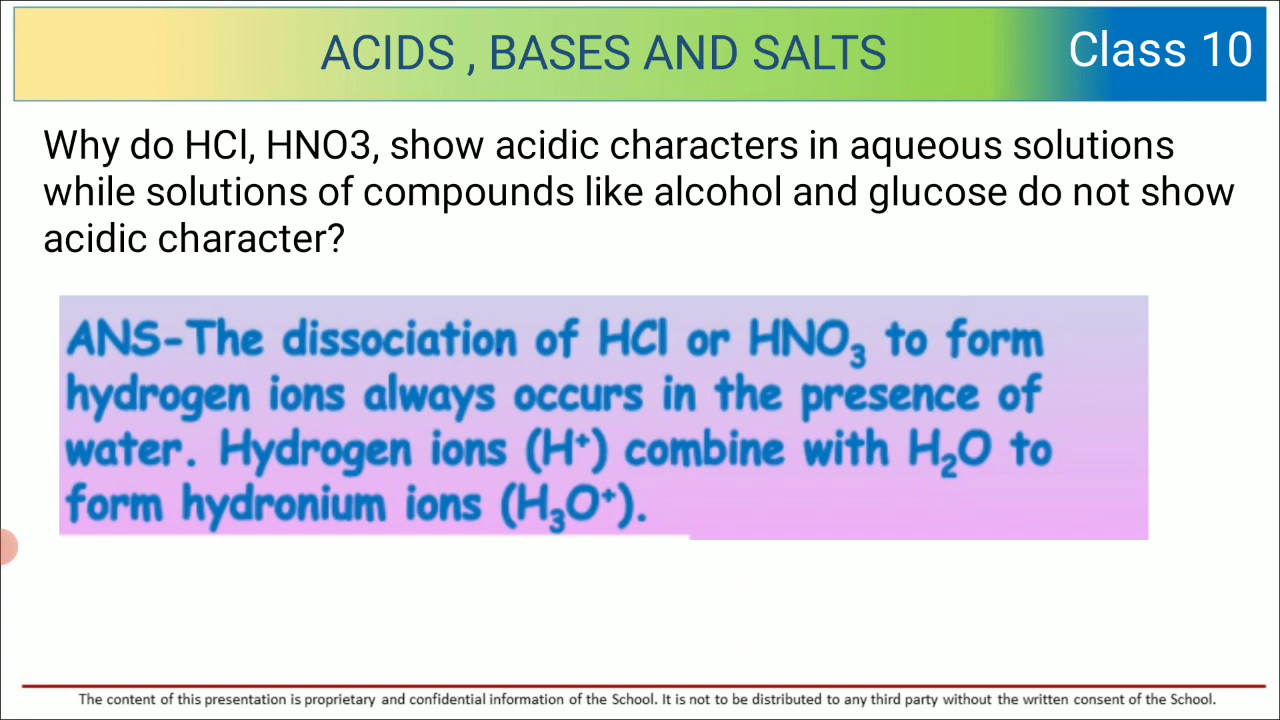 ACIDS , BASES AND SALTS
Class 10
Why do HCl, HNO3, show acidic characters in aqueous solutions
while solutions of compounds like alcohol and glucose do not show
acidic character?
ANS-The dissociation of HCl or HNO₃ to form
hydrogen ions always occurs in the presence of
water. Hydrogen ions (H⁺) combine with H₂O to
form hydronium ions (H₃O⁺).
The content of this presentation is proprietary and confidential information of the School. It is not to be distributed to any third party without the written consent of the School.